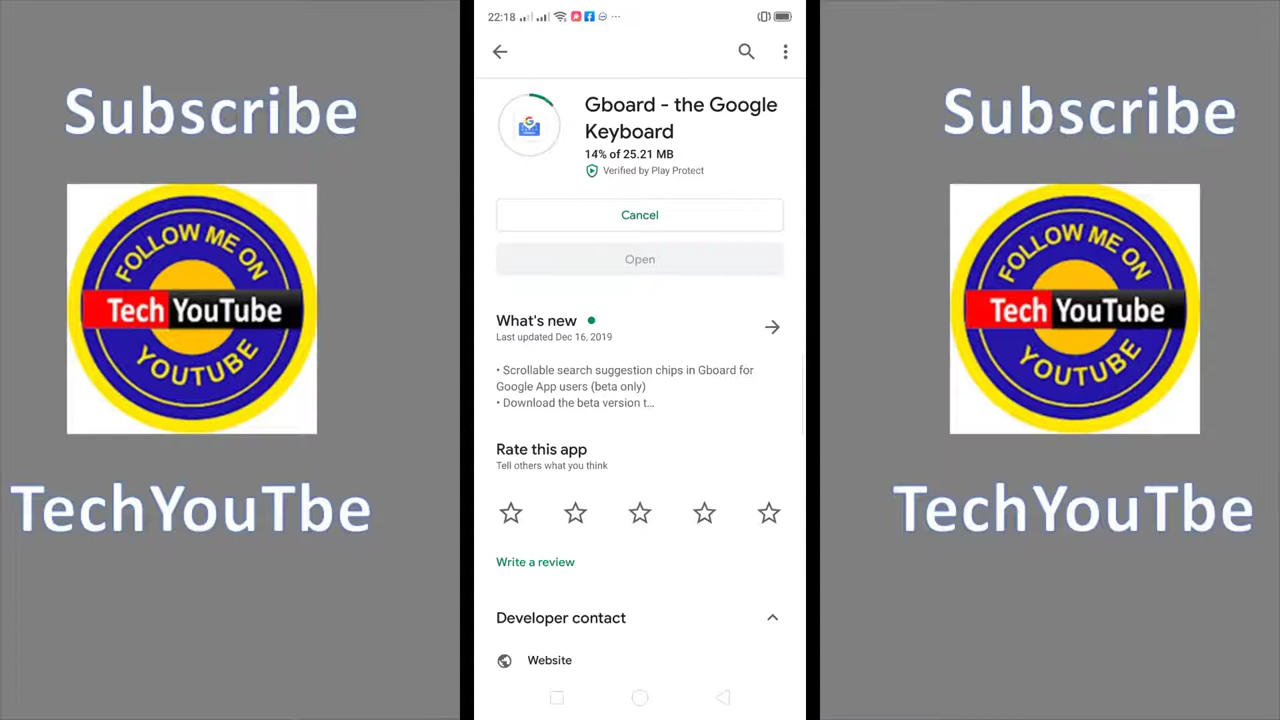 Subscribe
FOLLOW ME ON
Tech YouTube
YOUTUBE
TechYouTbe
22:18
Gboard - the Google
Keyboard
14% of 25.21 MB
Verified by Play Protect
Cancel
Open
What's new
Last updated Dec 16, 2019
• Scrollable search suggestion chips in Gboard for
Google App users (beta only)
• Download the beta version t...
Rate this app
Tell others what you think
Write a review
Developer contact
Website
Subscribe
FOLLOW ME ON
Tech YouTube
YOUTUBE
TechYouTbe